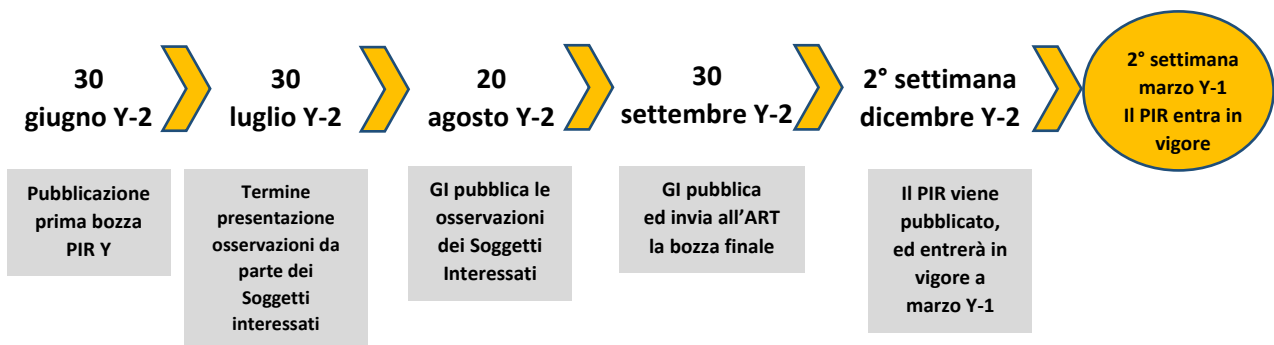 30
giugno Y-2
30
luglio Y-2
20
agosto Y-2
30
settembre Y-2
2° settimana
dicembre Y-2
2° settimana
marzo Y-1
Il PIR entra in
vigore
Pubblicazione
prima bozza
PIR Y
Termine
presentazione
osservazioni da
parte dei
Soggetti
interessati
GI pubblica le
osservazioni
dei Soggetti
Interessati
GI pubblica
ed invia all'ART
la bozza finale
Il PIR viene
pubblicato,
ed entrerà in
vigore a
marzo Y-1